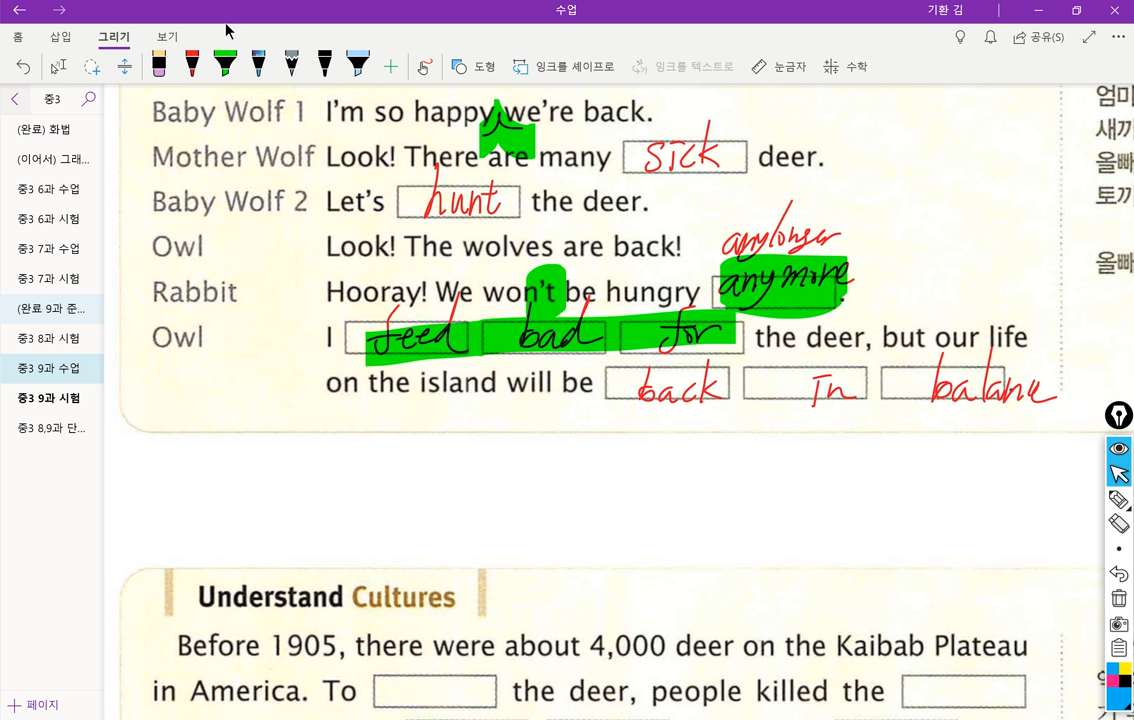 수업
기환 김
홈 삽입 그리기 보기
공유(S)
도형 잉크를 셰이프로 잉크를 텍스트로 눈금자 수학
중3
(완료) 화법
(이어서) 그래...
중3 6과 수업
중3 6과 시험
중3 7과 수업
중3 7과 시험
(완료 9과 준...
중3 8과 시험
중3 9과 수업
중3 9과 시험
중3 8,9과 단...
페이지
Baby Wolf 1 I'm so happy we're back.
Mother Wolf Look! There are many sick deer.
Baby Wolf 2 Let's hunt the deer.
Owl Look! The wolves are back!
any longer
Rabbit Hooray! We won't be hungry anymore.
Owl I feed bad for the deer, but our life
on the island will be back In balane
Understand Cultures
Before 1905, there were about 4,000 deer on the Kaibab Plateau
in America. To the deer, people killed the
엄마
새끼
올빼
토끼
올빼